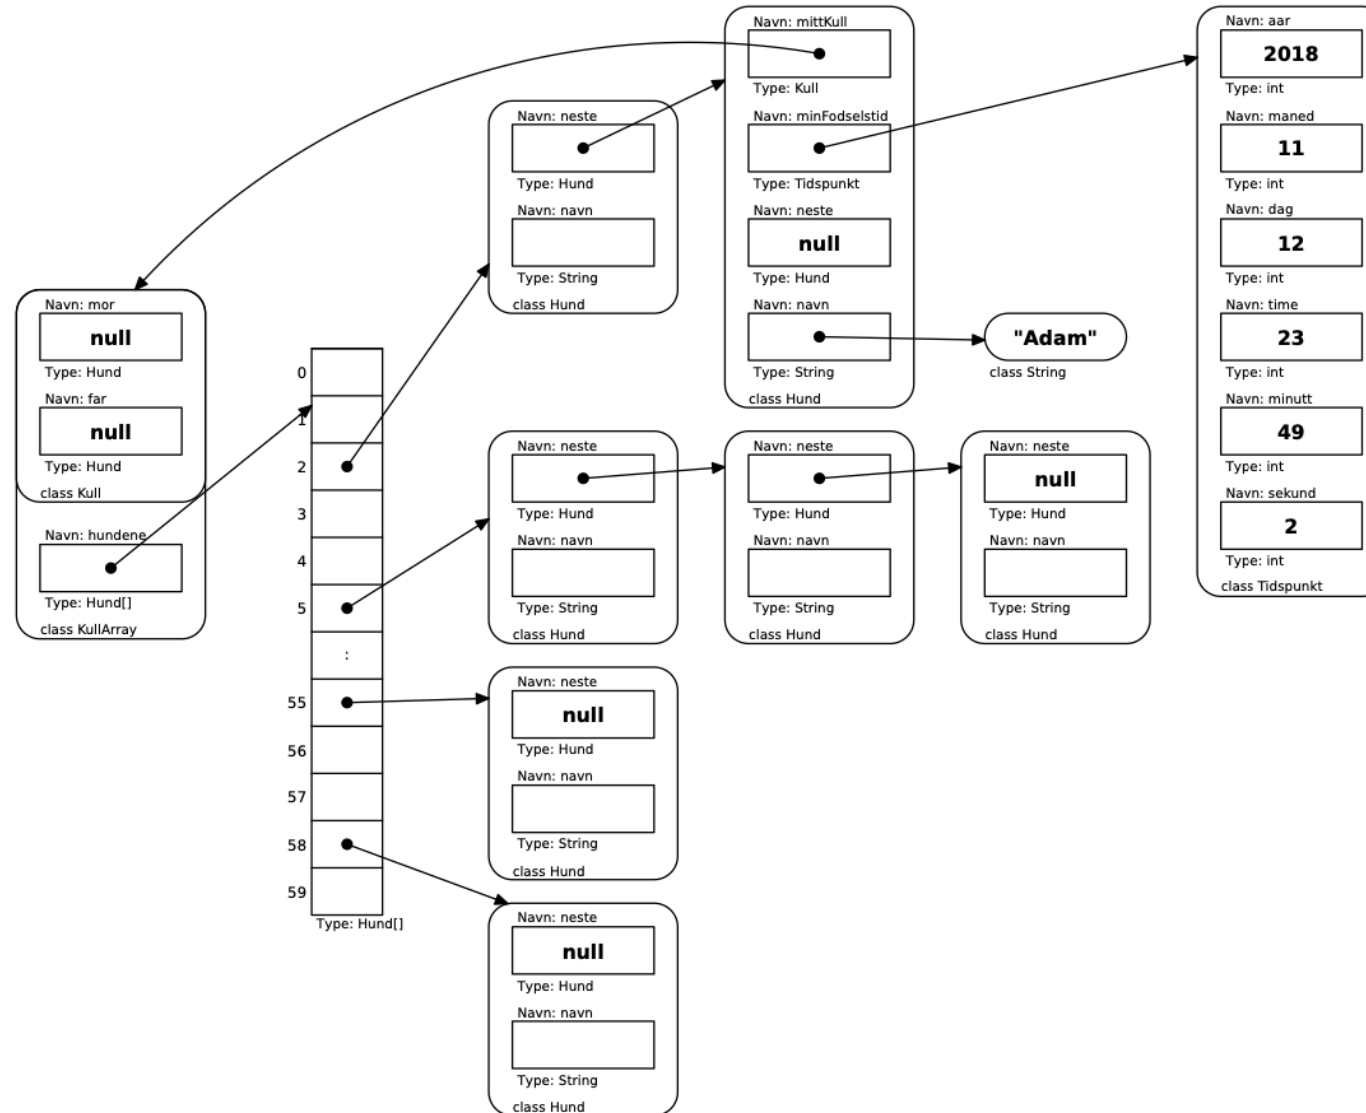 Navn: mor
null
Type: Hund
Navn: far
null
Type: Hund
class Kull
Navn: hundene
Type: Hund[]
class KullArray
0
1
2
3
4
5
:
55
56
57
58
59
Type: Hund[]
Navn: neste
Type: Hund
Navn: navn
Type: String
class Hund
Navn: mittKull
Type: Kull
Navn: minFodselstid
Type: Tidspunkt
Navn: neste
null
Type: Hund
Navn: navn
Type: String
class Hund
"Adam"
class String
Navn: aar
2018
Type: int
Navn: maned
11
Type: int
Navn: dag
12
Type: int
Navn: time
23
Type: int
Navn: minutt
49
Type: int
Navn: sekund
2
Type: int
class Tidspunkt
Navn: neste
Type: Hund
Navn: navn
Type: String
class Hund
Navn: neste
Type: Hund
Navn: navn
Type: String
class Hund
Navn: neste
null
Type: Hund
Navn: navn
Type: String
class Hund
Navn: neste
null
Type: Hund
Navn: navn
Type: String
class Hund
Navn: neste
null
Type: Hund
Navn: navn
Type: String
class Hund